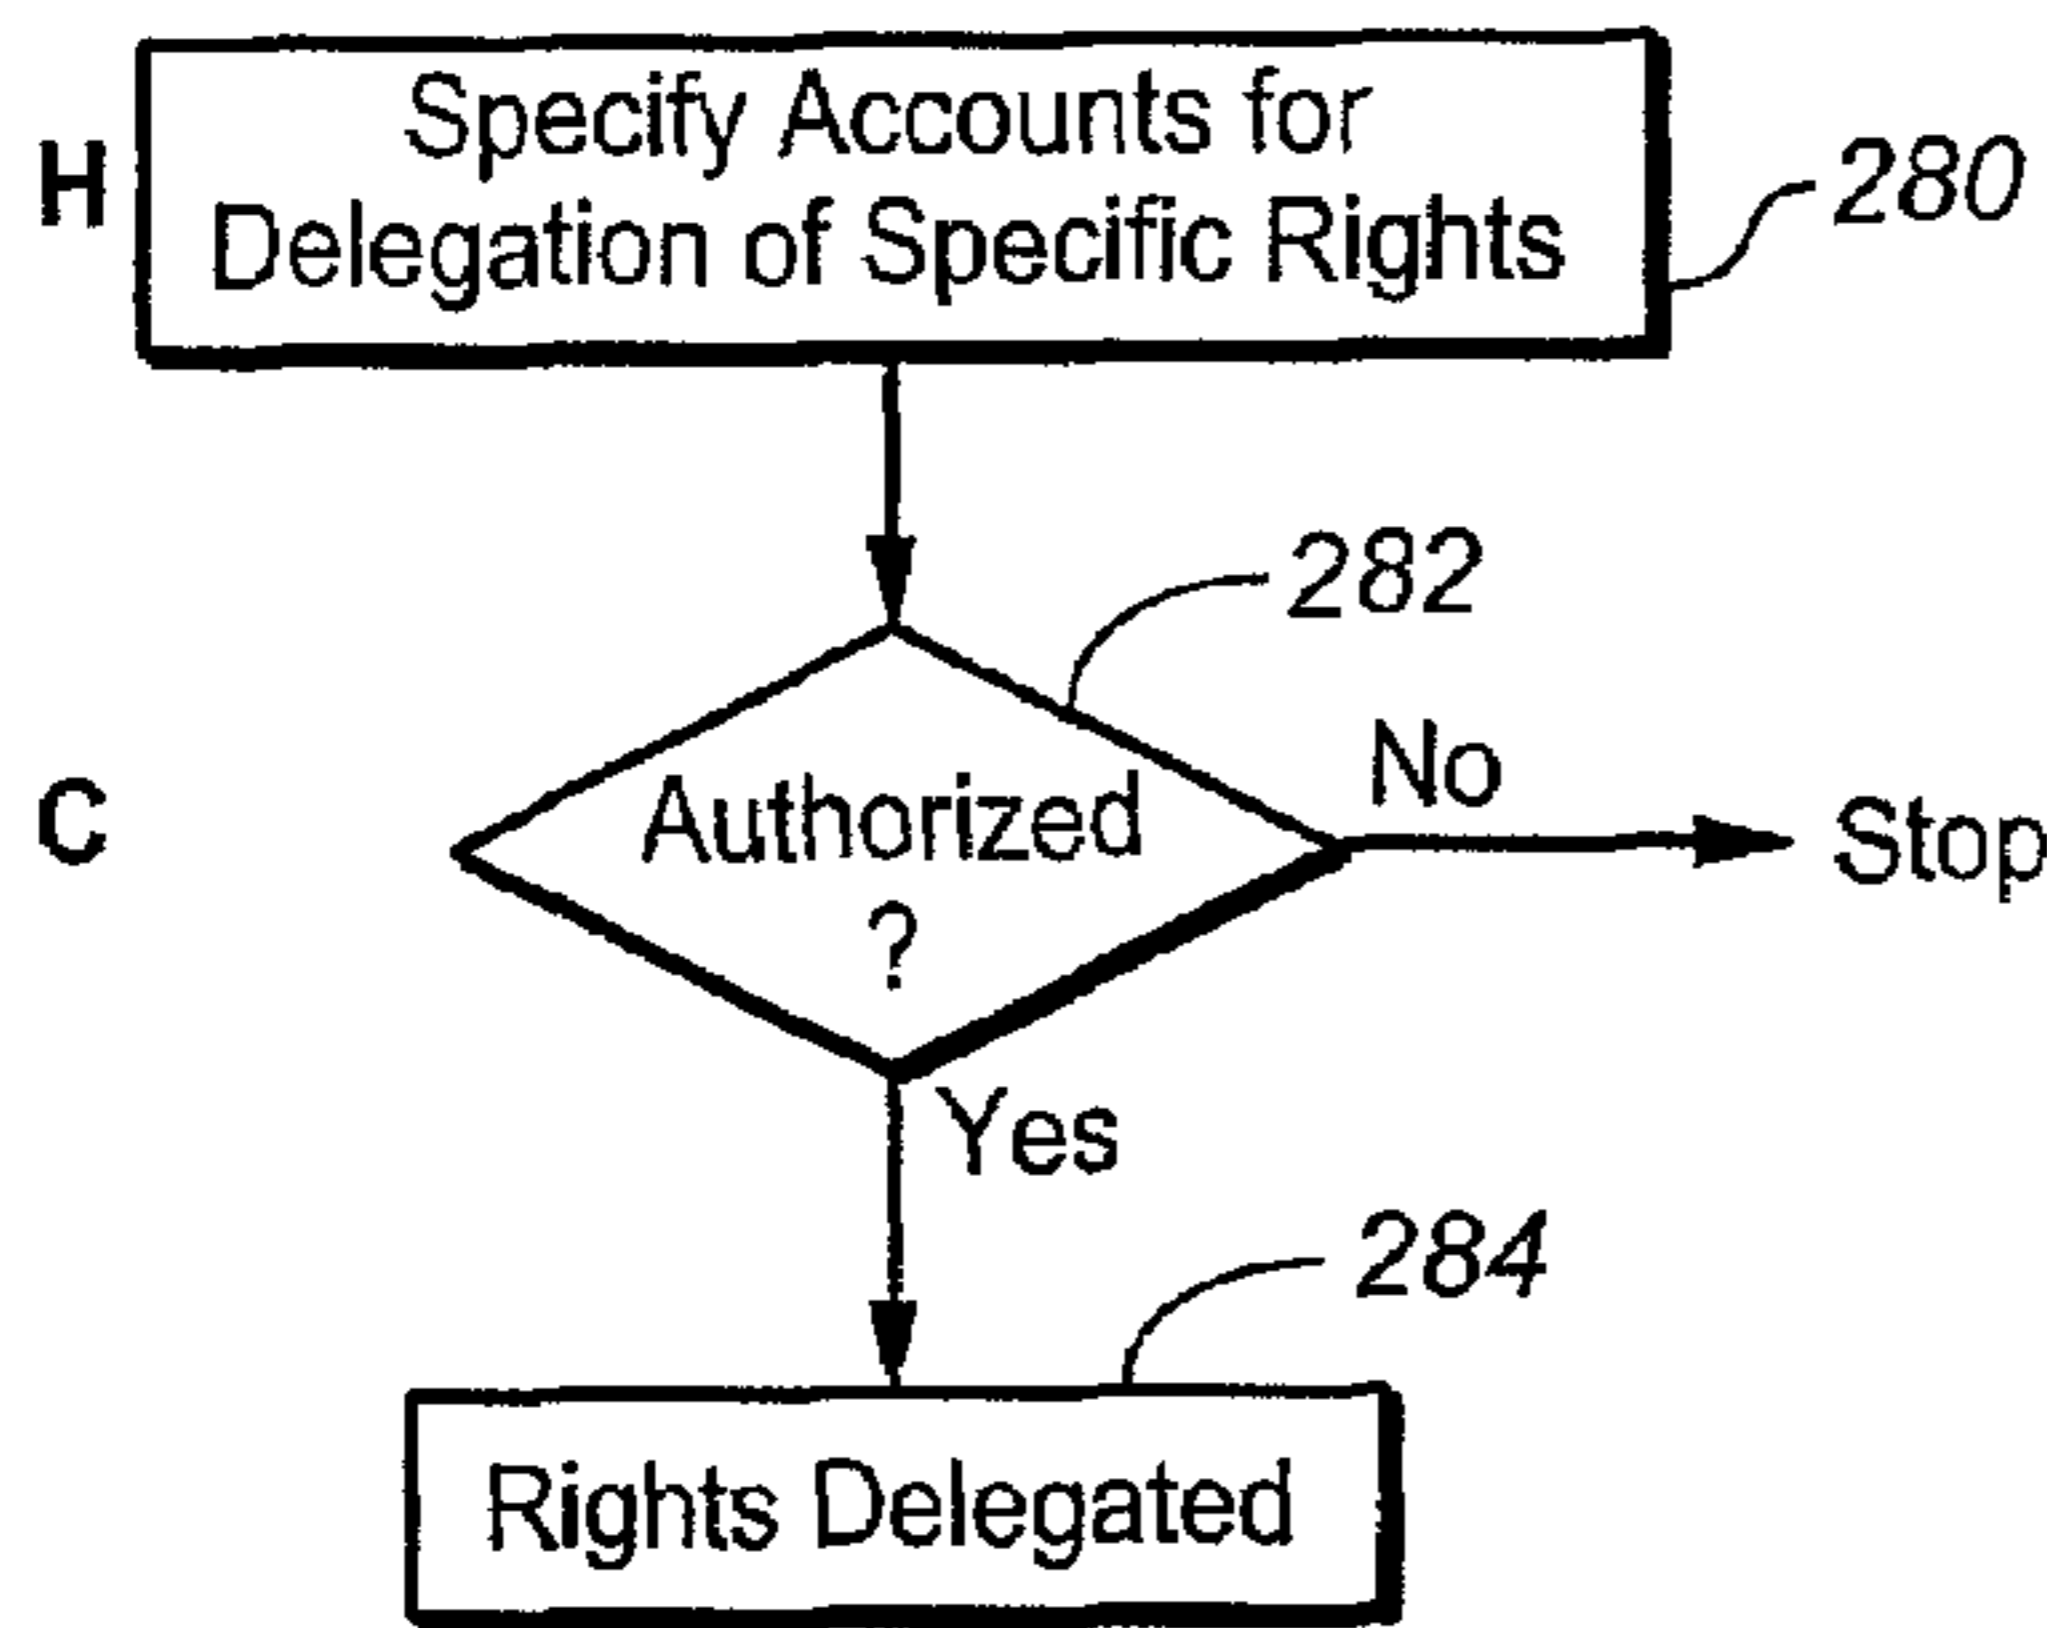 Specify Accounts for
H
Delegation of Specific Rights
280
282
No
C
Authorized
?
Stop
Yes
284
Rights Delegated